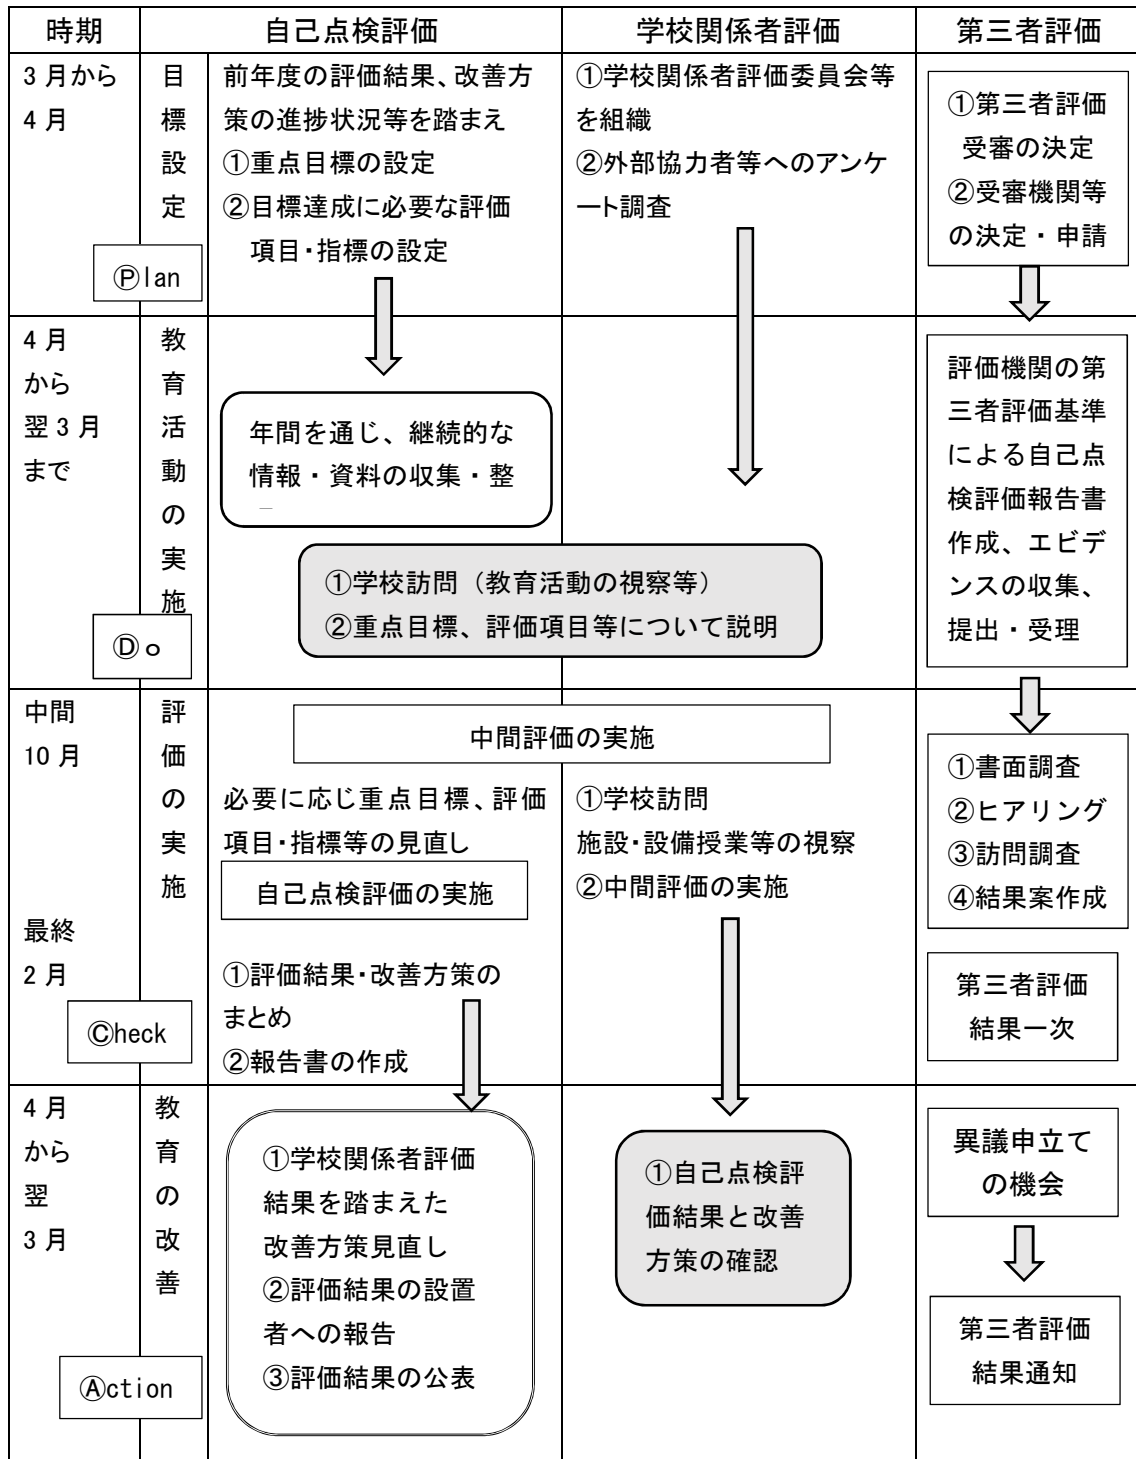 時期
自己点検評価
学校関係者評価
第三者評価
3月から
4月
目
標
設
定
Ⓟlan
前年度の評価結果、改善方
策の進捗状況等を踏まえ
①重点目標の設定
②目標達成に必要な評価
項目・指標の設定
①学校関係者評価委員会等
を組織
②外部協力者等へのアンケ
ート調査
①第三者評価
受審の決定
②受審機関等
の決定・申請
4月
から
翌3月
まで
教
育
活
動
の
実
施
Ⓓo
年間を通じ、継続的な
情報・資料の収集・整
①学校訪問（教育活動の視察等）
②重点目標、評価項目等について説明
評価機関の第
三者評価基準
による自己点
検評価報告書
作成、エビデ
ンスの収集、
提出・受理
中間
10月
最終
2月
評
価
の
実
施
Ⓒheck
中間評価の実施
必要に応じ重点目標、評価
項目・指標等の見直し
自己点検評価の実施
①評価結果・改善方策の
まとめ
②報告書の作成
①学校訪問
施設・設備授業等の視察
②中間評価の実施
①書面調査
②ヒアリング
③訪問調査
④結果案作成
第三者評価
結果一次
4月
から
翌
3月
教
育
の
改
善
Ⓐction
①学校関係者評価
結果を踏まえた
改善方策見直し
②評価結果の設置
者への報告
③評価結果の公表
①自己点検評
価結果と改善
方策の確認
異議申立て
の機会
第三者評価
結果通知